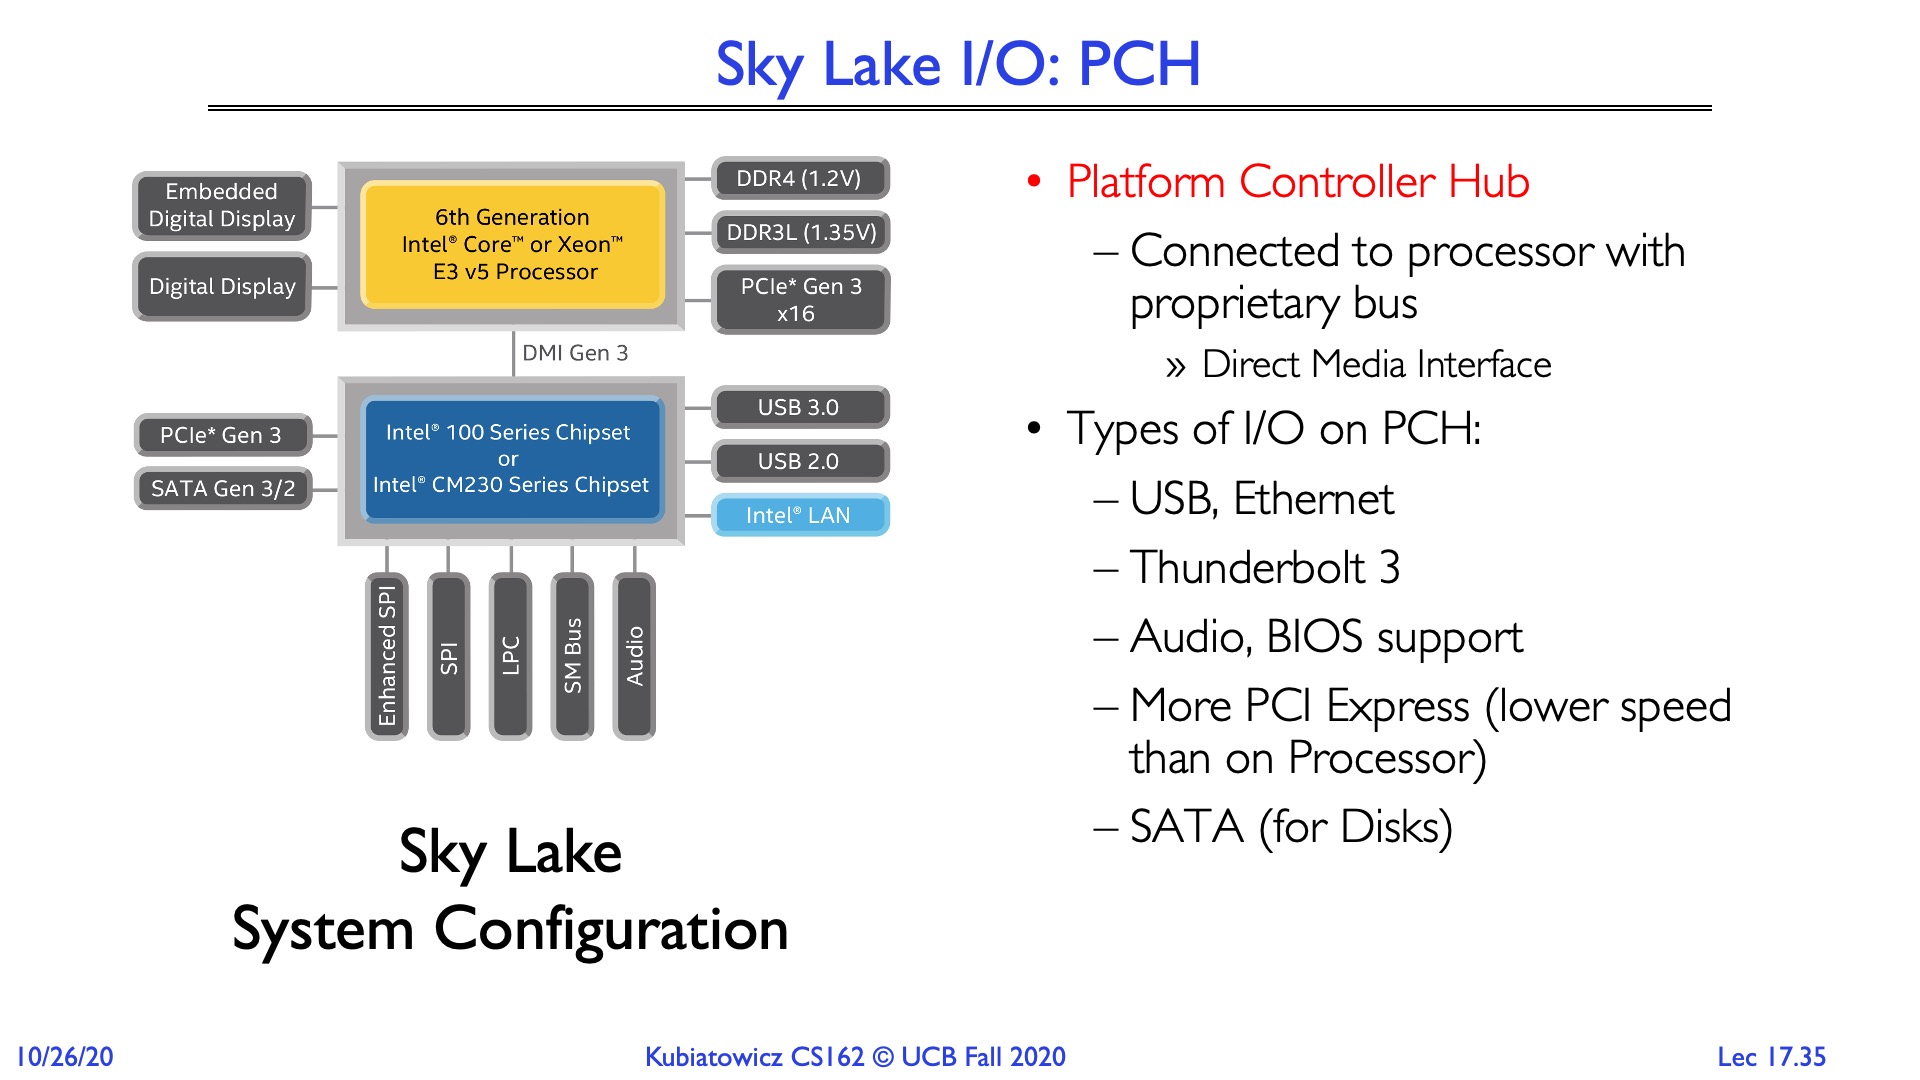 Sky Lake I/O: PCH
Embedded
Digital Display
Digital Display
6th Generation
Intel® Core™ or Xeon™
E3 v5 Processor
DDR4 (1.2V)
DDR3L (1.35V)
PCIe* Gen 3
x16
DMI Gen 3
PCIe* Gen 3
SATA Gen 3/2
Intel® 100 Series Chipset
or
Intel® CM230 Series Chipset
USB 3.0
USB 2.0
Intel® LAN
Enhanced SPI
SPI
LPC
SM Bus
Audio
Sky Lake
System Configuration
• Platform Controller Hub
– Connected to processor with
proprietary bus
» Direct Media Interface
• Types of I/O on PCH:
– USB, Ethernet
– Thunderbolt 3
– Audio, BIOS support
– More PCI Express (lower speed
than on Processor)
– SATA (for Disks)
10/26/20
Kubiatowicz CS162 © UCB Fall 2020
Lec 17.35